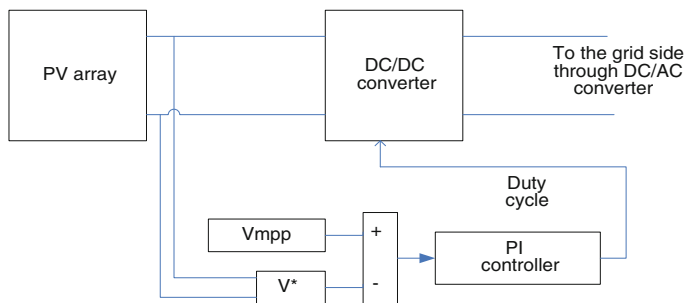 PV array
DC/DC
converter
To the grid side
through DC/AC
converter
Duty
cycle
Vmpp
+
PI
controller
V*
-